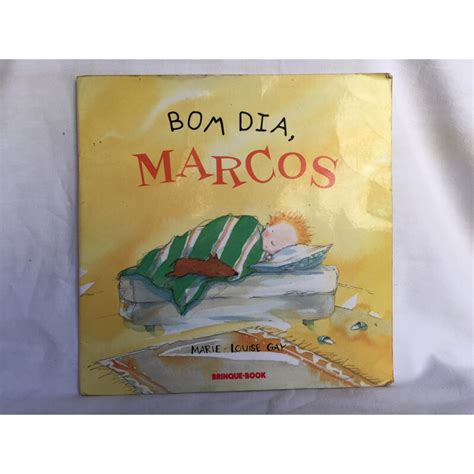 BOM DIA,
MARCOS
MARIE LOUISE GAY
BRINQUE-BOOK